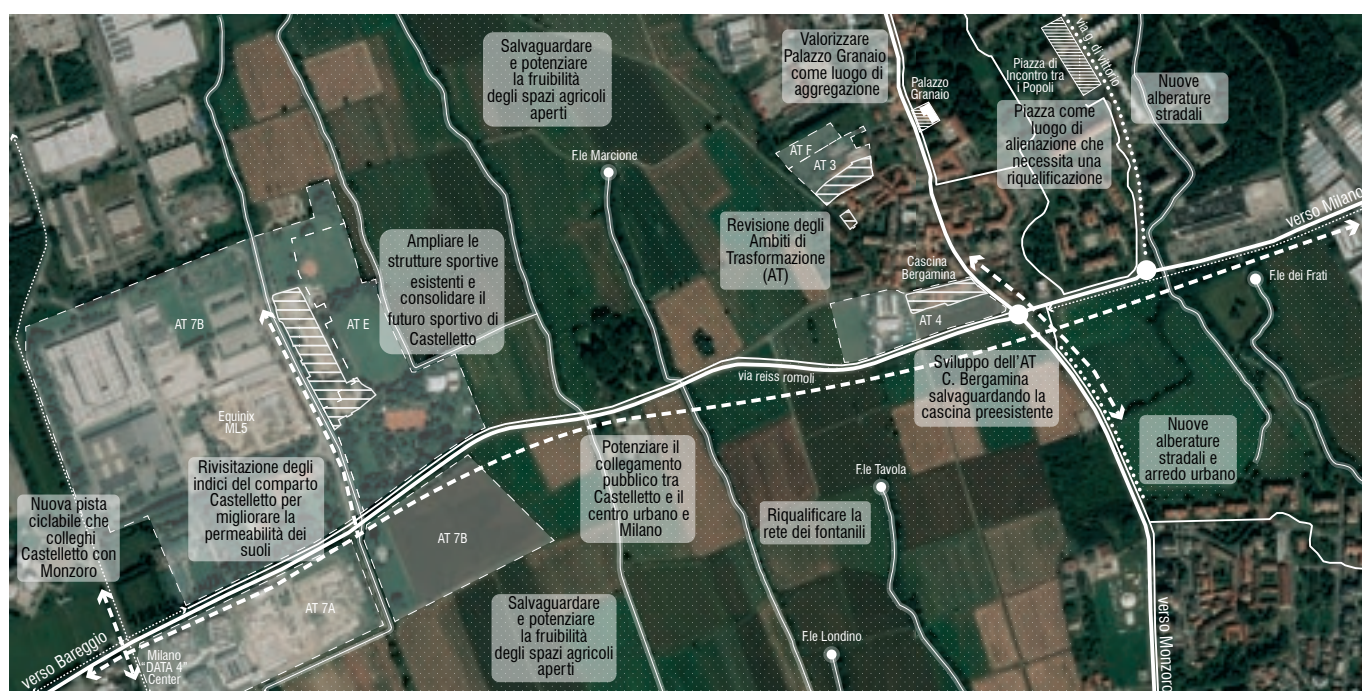 Salvaguardare
e potenziare
la fruibilità
degli spazi agricoli
aperti
Valorizzare
Palazzo Granaio
come luogo di
aggregazione
Palazzo
Granaio
Piazza di
Incontro tra
i Popoli
via g. di vittorio
Nuove
alberature
stradali
Piazza come
luogo di
alienazione che
necessita una
riqualificazione
F.le Marcione
AT F
AT 3
verso Milano
Ampliare le
strutture sportive
esistenti e
consolidare il
futuro sportivo di
Castelletto
Revisione degli
Ambiti di
Trasformazione
(AT)
Cascina
Bergamina
F.le dei Frati
AT 7B
AT E
AT 4
via reiss romoli
Sviluppo dell'AT
C. Bergamina
salvaguardando la
cascina preesistente
Equinix
ML5
Nuove
alberature
stradali e
arredo urbano
Rivisitazione degli
indici del comparto
Castelletto per
migliorare la
permeabilità dei
suoli
Potenziare il
collegamento
pubblico tra
Castelletto e il
centro urbano e
Milano
F.le Tavola
Nuova pista
ciclabile che
colleghi
Castelletto con
Monzoro
Riqualificare la
rete dei fontanili
AT 7B
AT 7A
Salvaguardare
e potenziare
la fruibilità
degli spazi agricoli
aperti
F.le Londino
verso Monzoro
verso Bareggio
Milano
"DATA 4"
Center